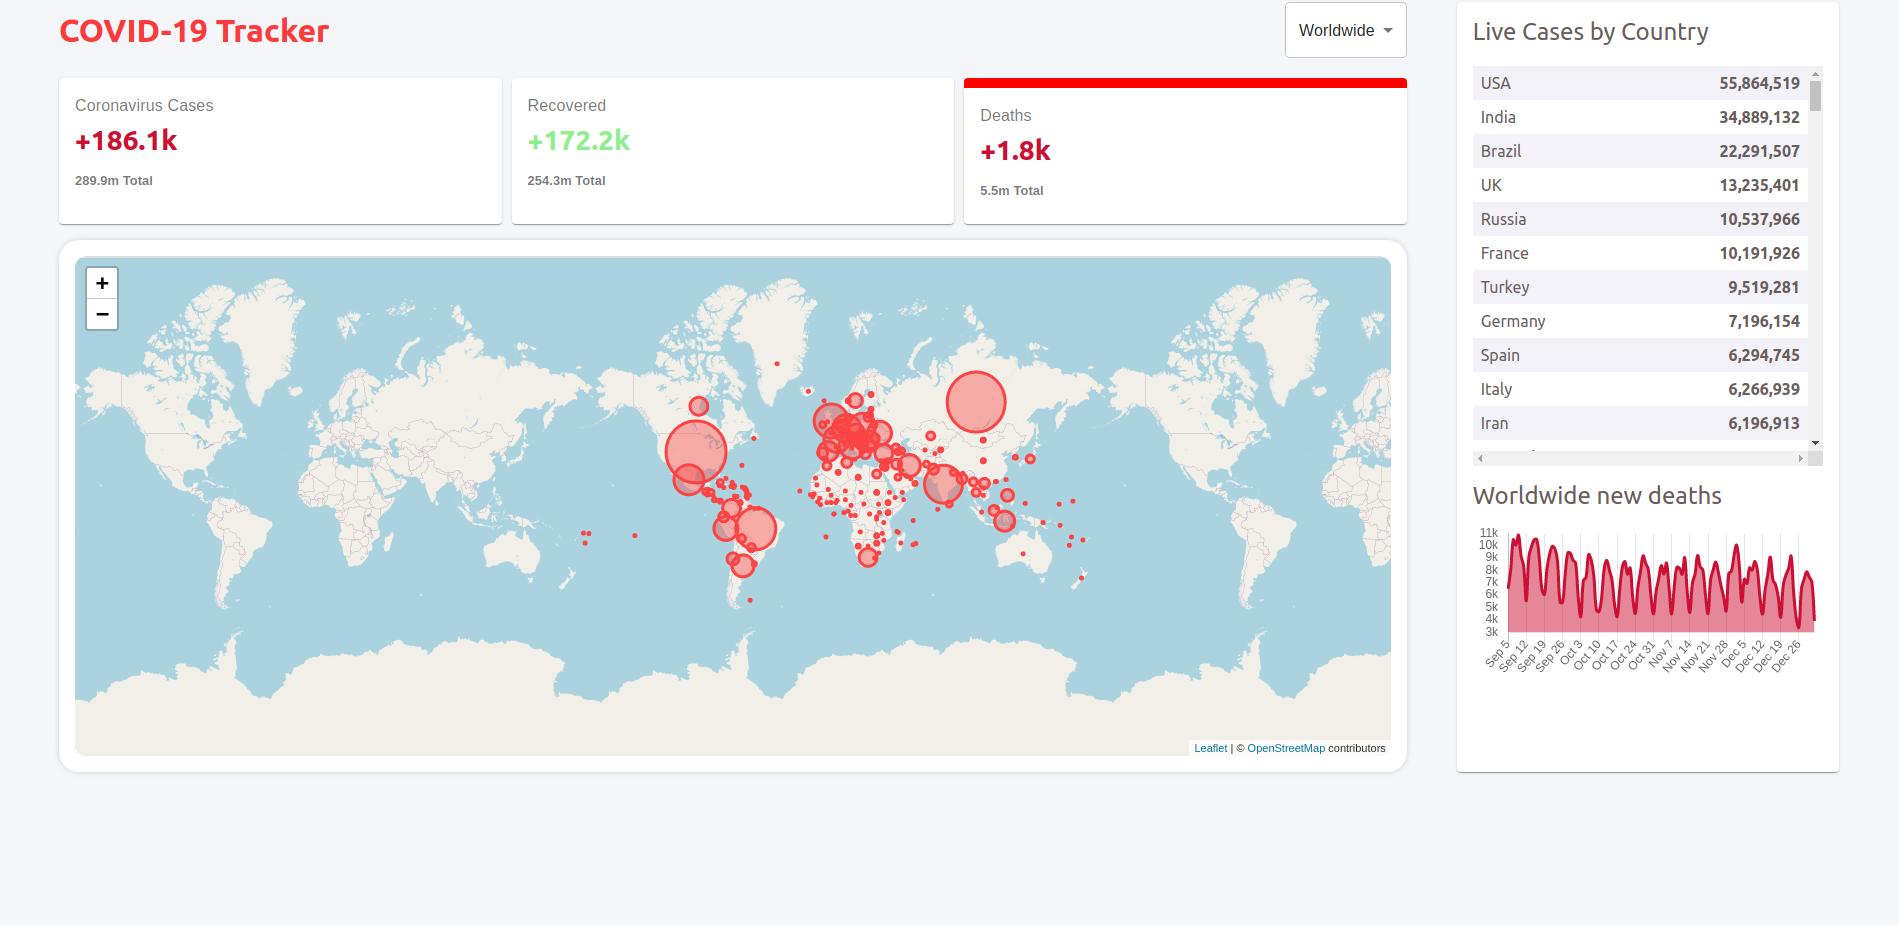 COVID-19 Tracker
Worldwide
Coronavirus Cases
+186.1k
289.9m Total
Recovered
+172.2k
254.3m Total
Deaths
+1.8k
5.5m Total
+
−
Leaflet | © OpenStreetMap contributors
Live Cases by Country
USA 55,864,519
India 34,889,132
Brazil 22,291,507
UK 13,235,401
Russia 10,537,966
France 10,191,926
Turkey 9,519,281
Germany 7,196,154
Spain 6,294,745
Italy 6,266,939
Iran 6,196,913
Worldwide new deaths
11k
10k
9k
8k
7k
6k
5k
4k
3k
Sep 5
Sep 12
Sep 19
Sep 26
Oct 3
Oct 10
Oct 17
Oct 24
Oct 31
Nov 7
Nov 14
Nov 21
Nov 28
Dec 5
Dec 12
Dec 19
Dec 26